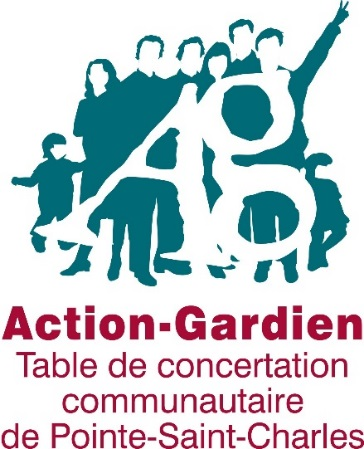 Ag
Action-Gardien
Table de concertation
communautaire
de Pointe-Saint-Charles